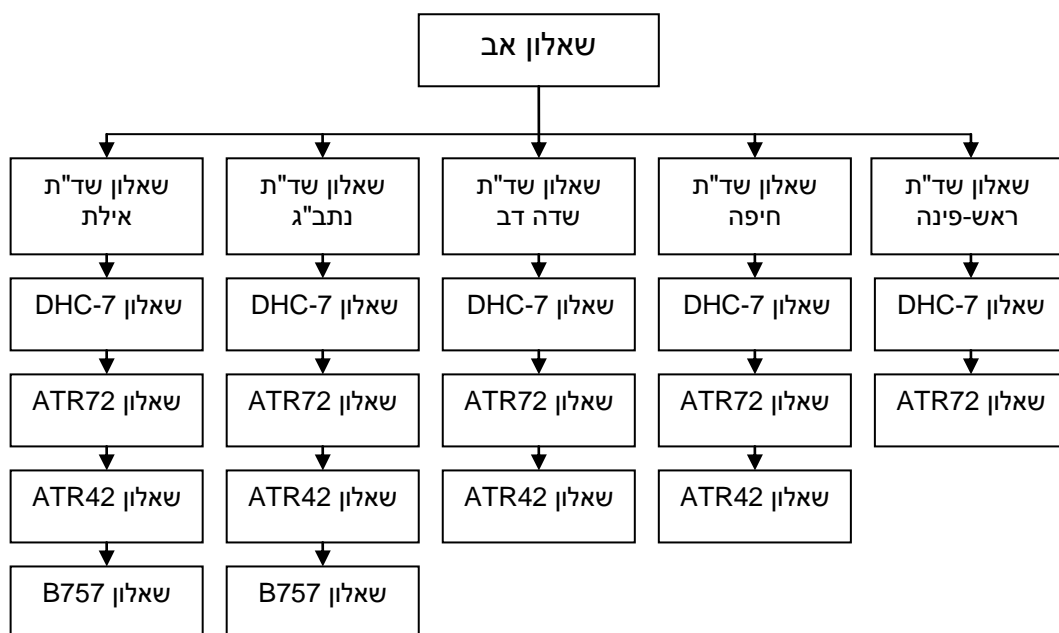 שאלון אב
שאלון שד"ת
ראש-פינה
שאלון שד"ת
חיפה
שאלון שד"ת
שדה דב
שאלון שד"ת
נתב"ג
שאלון שד"ת
אילת
שאלון DHC-7
שאלון DHC-7
שאלון DHC-7
שאלון DHC-7
שאלון DHC-7
שאלון ATR72
שאלון ATR72
שאלון ATR72
שאלון ATR72
שאלון ATR72
שאלון ATR42
שאלון ATR42
שאלון ATR42
שאלון ATR42
שאלון B757
שאלון B757